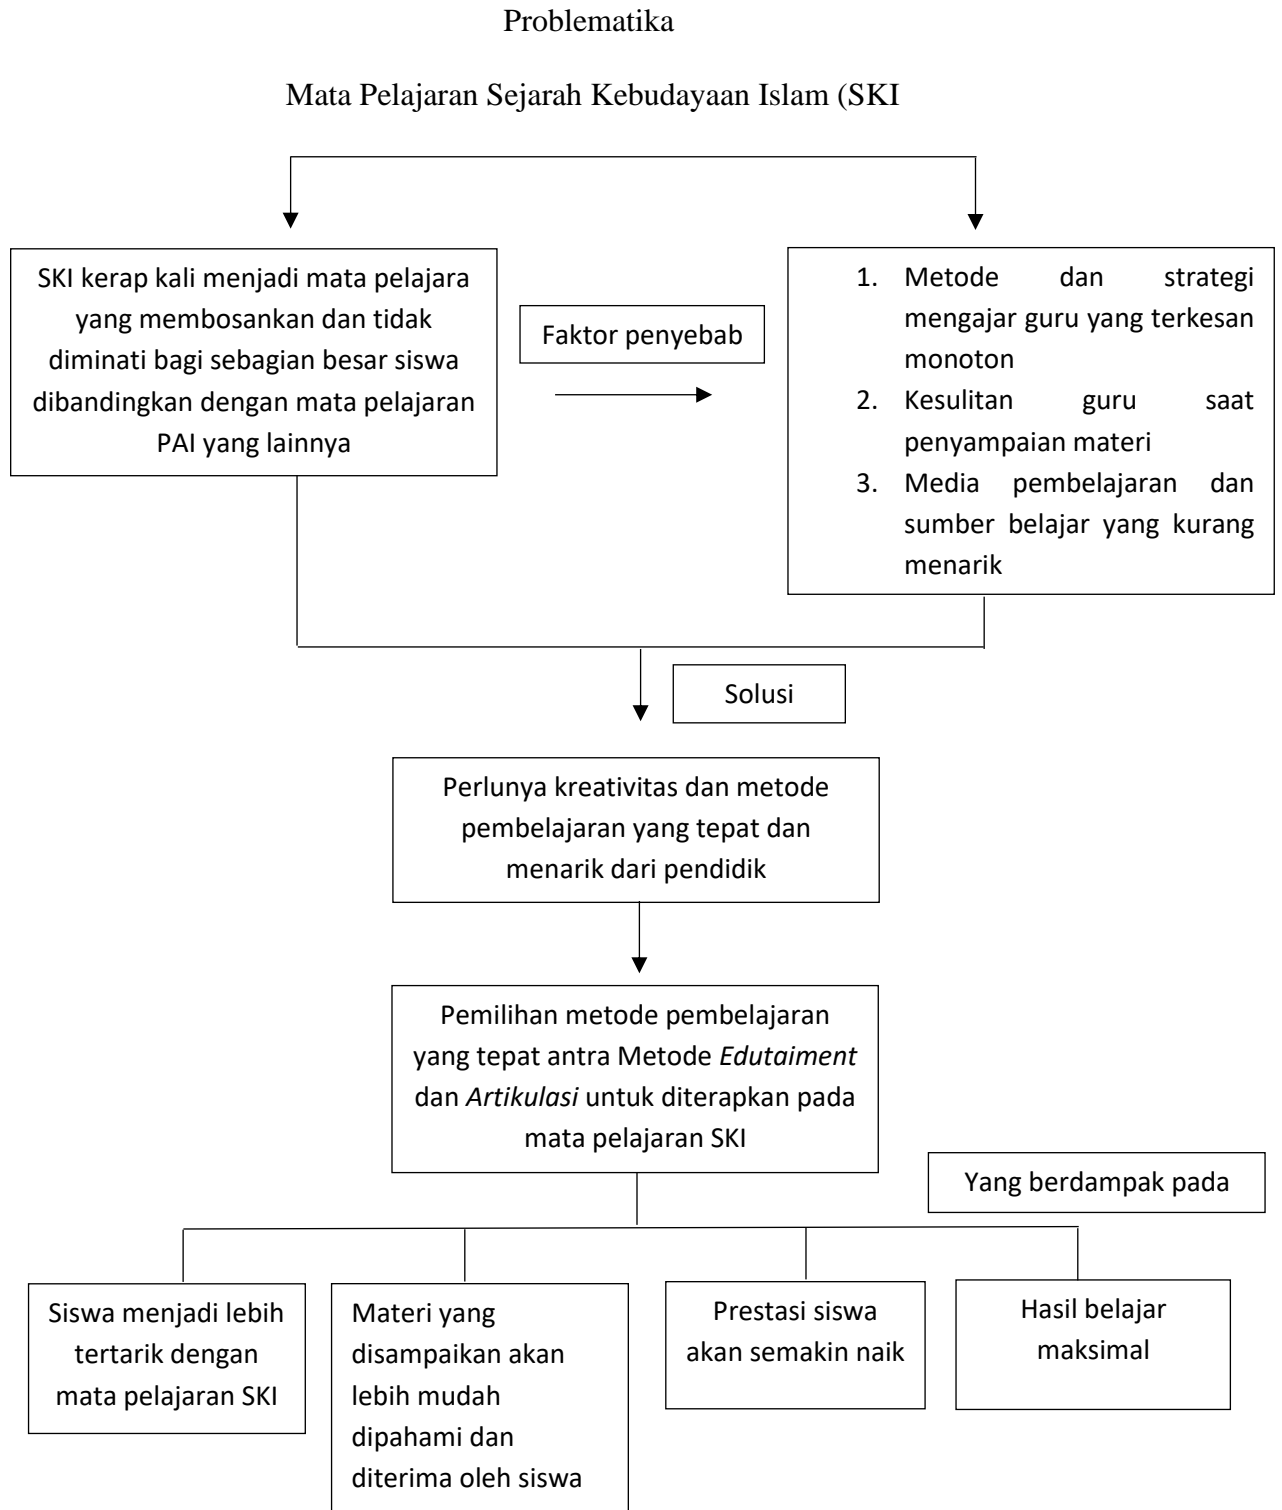 Problematika
Mata Pelajaran Sejarah Kebudayaan Islam (SKI
SKI kerap kali menjadi mata pelajara
yang membosankan dan tidak
diminati bagi sebagian besar siswa
dibandingkan dengan mata pelajaran
PAI yang lainnya
Faktor penyebab
1. Metode dan strategi
mengajar guru yang terkesan
monoton
2. Kesulitan guru saat
penyampaian materi
3. Media pembelajaran dan
sumber belajar yang kurang
menarik
Solusi
Perlunya kreativitas dan metode
pembelajaran yang tepat dan
menarik dari pendidik
Pemilihan metode pembelajaran
yang tepat antra Metode Edutaiment
dan Artikulasi untuk diterapkan pada
mata pelajaran SKI
Yang berdampak pada
Siswa menjadi lebih
tertarik dengan
mata pelajaran SKI
Materi yang
disampaikan akan
lebih mudah
dipahami dan
diterima oleh siswa
Prestasi siswa
akan semakin naik
Hasil belajar
maksimal